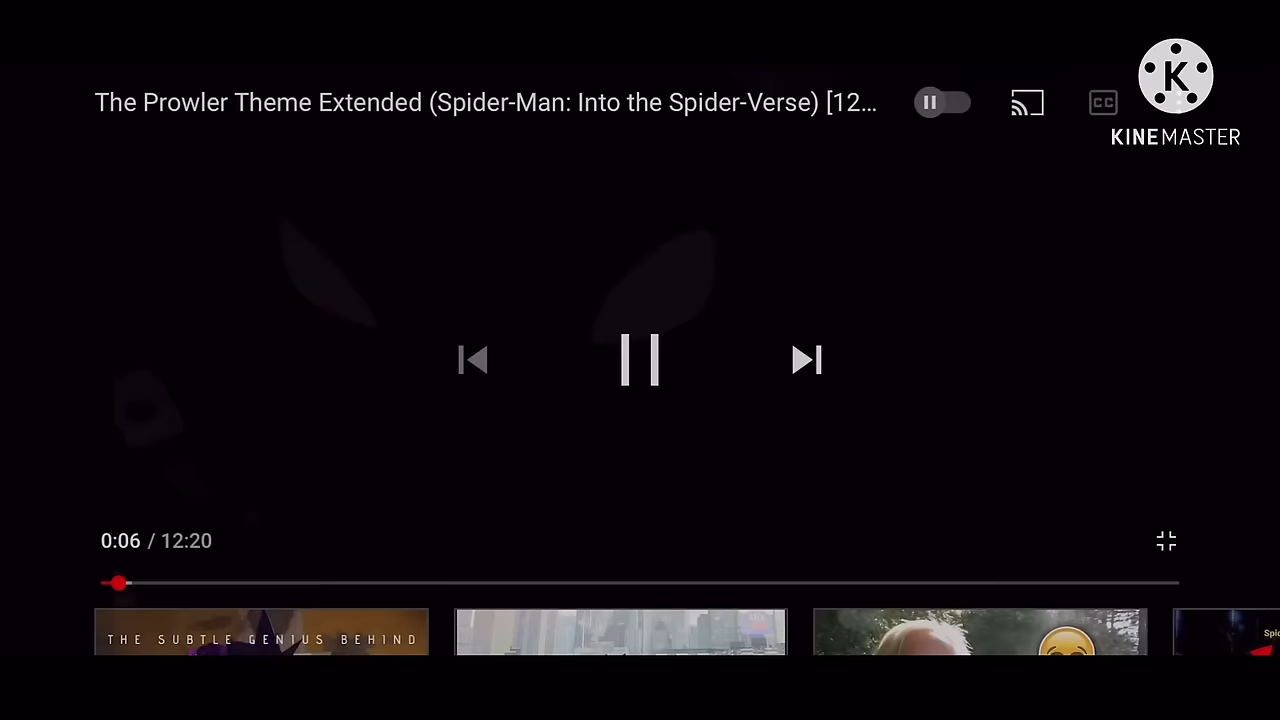 The Prowler Theme Extended (Spider-Man: Into the Spider-Verse) [12...
CC
K
KINEMASTER
0:06 / 12:20
THE SUBTLE GENIUS BEHIND